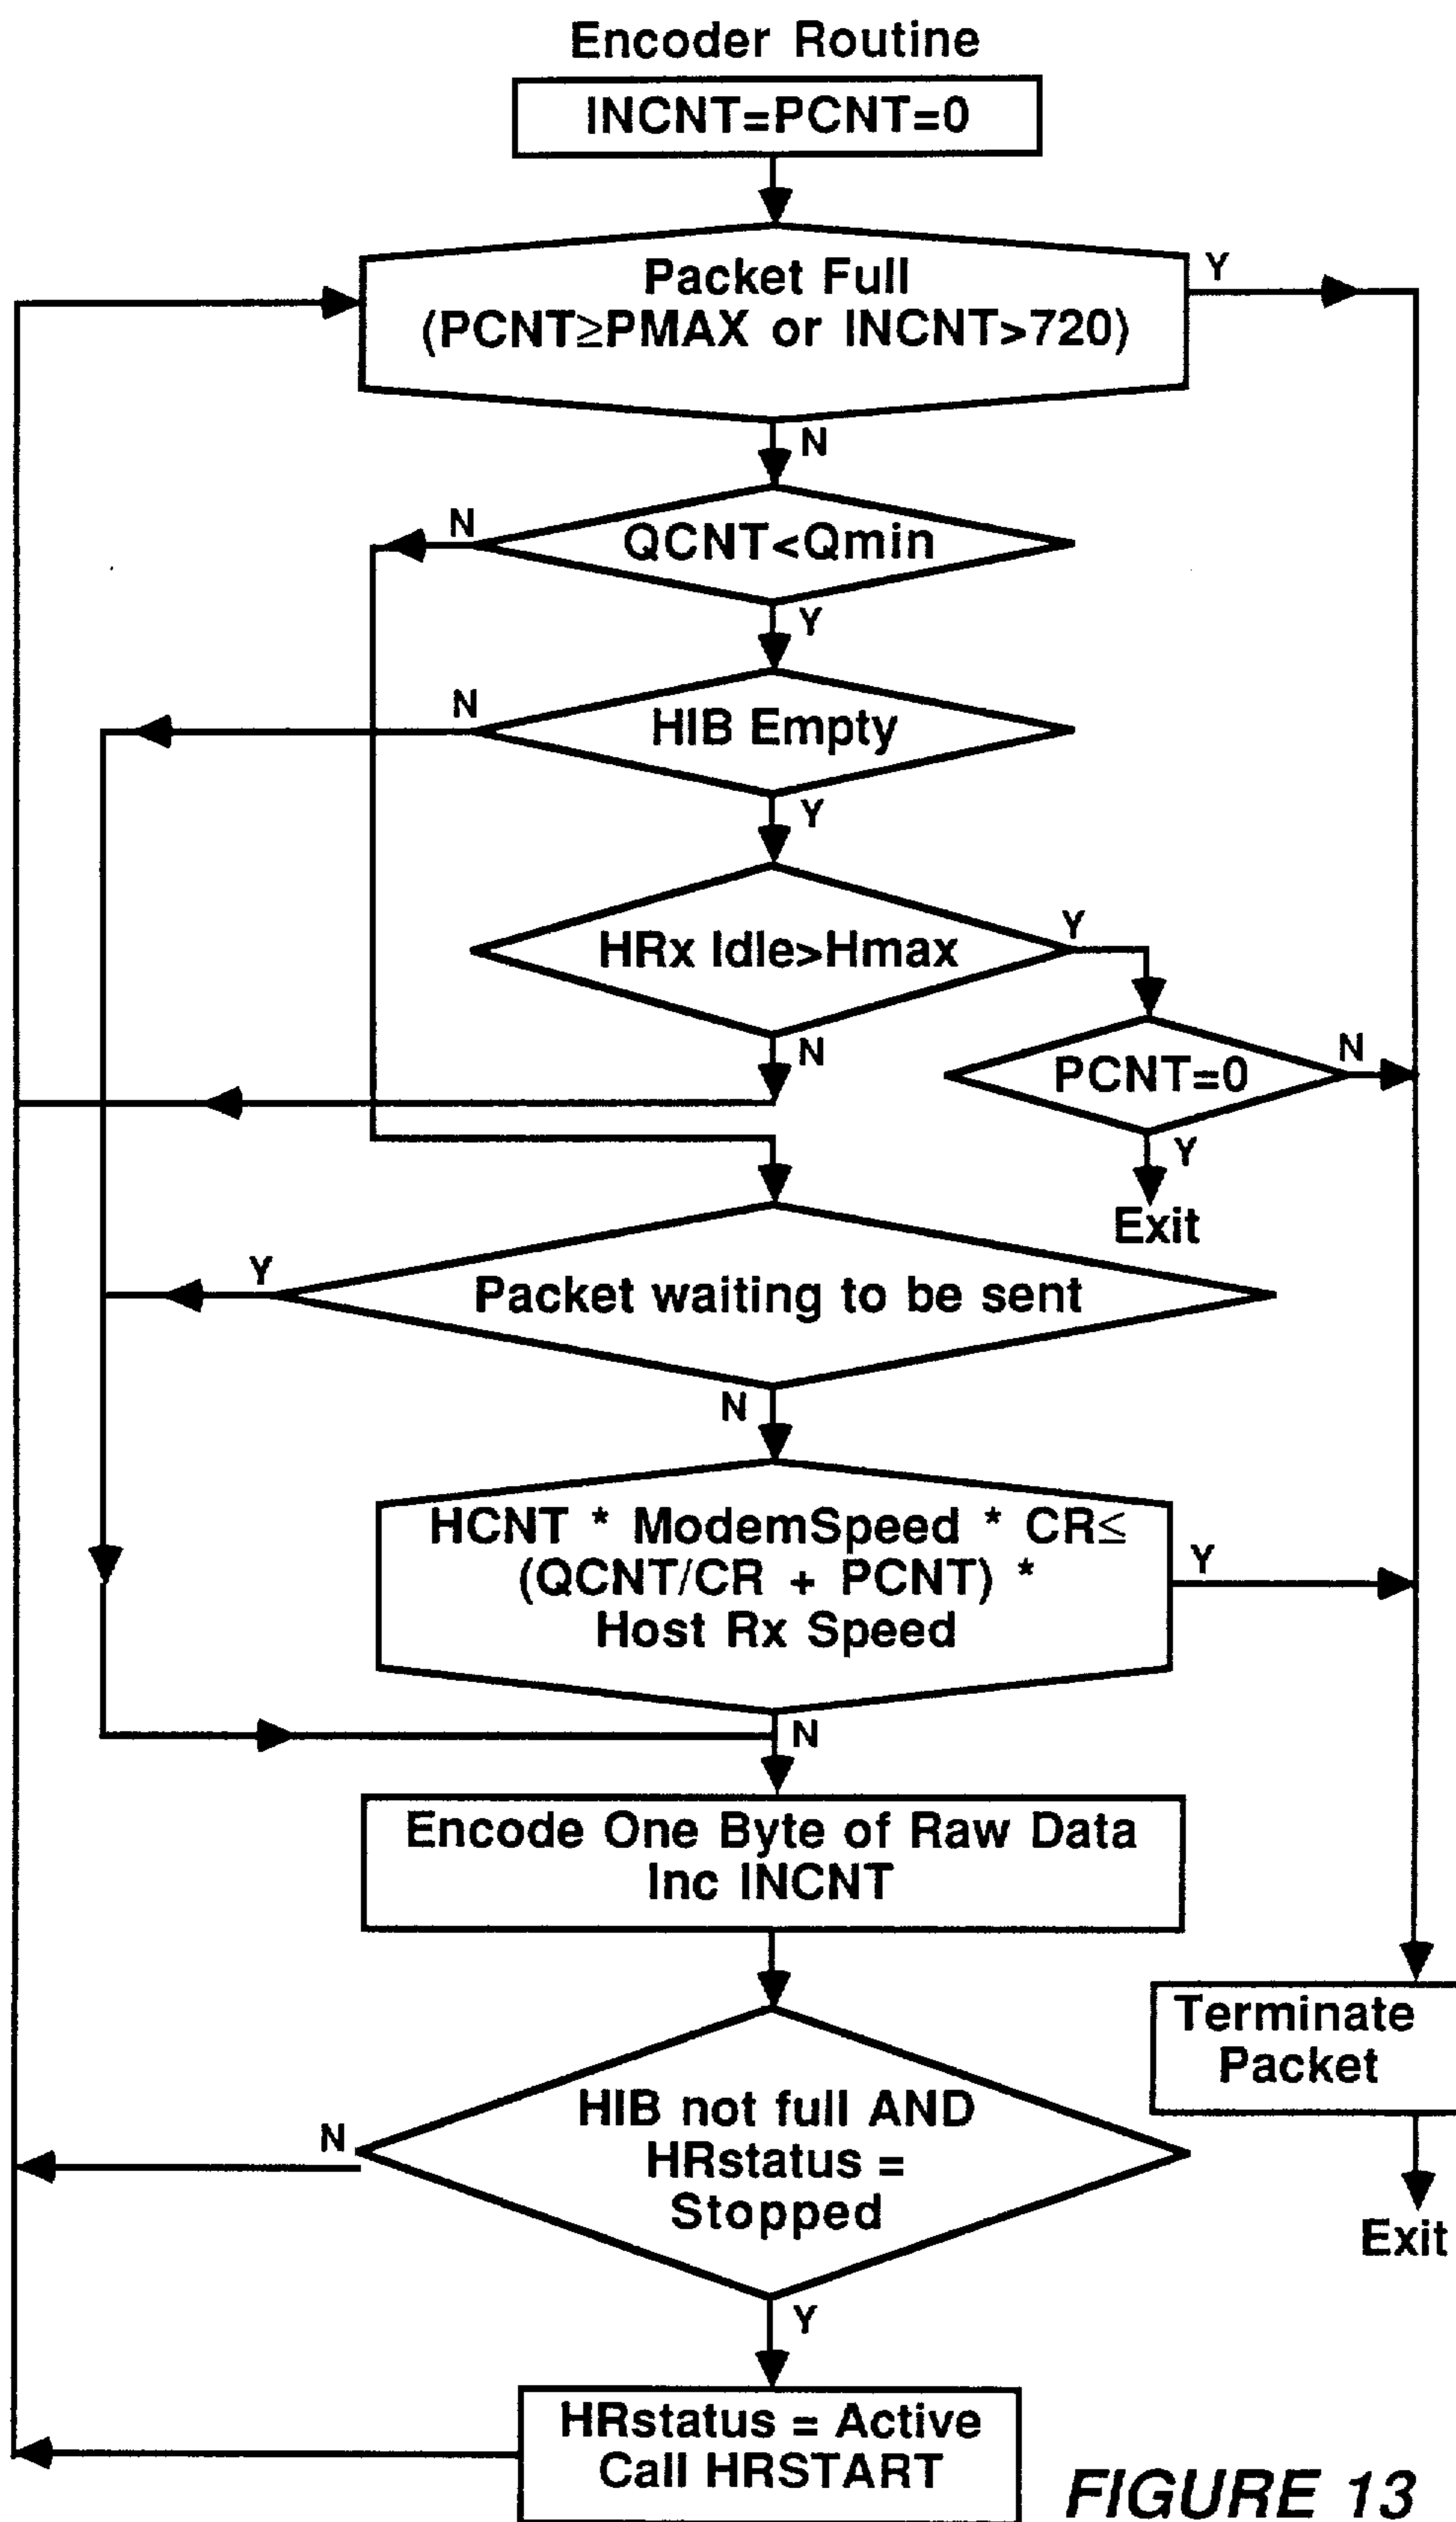 Encoder Routine
INCNT=PCNT=0
Packet Full
(PCNT≥PMAX or INCNT>720)
Y
N
QCNT<Qmin
N
Y
HIB Empty
N
Y
HRx Idle>Hmax
Y
N
PCNT=0
N
Y
Exit
Packet waiting to be sent
Y
N
HCNT * ModemSpeed * CR≤
(QCNT/CR + PCNT) *
Host Rx Speed
Y
N
Encode One Byte of Raw Data
Inc INCNT
Terminate
Packet
Exit
HIB not full AND
HRstatus =
Stopped
N
Y
HRstatus = Active
Call HRSTART
FIGURE 13